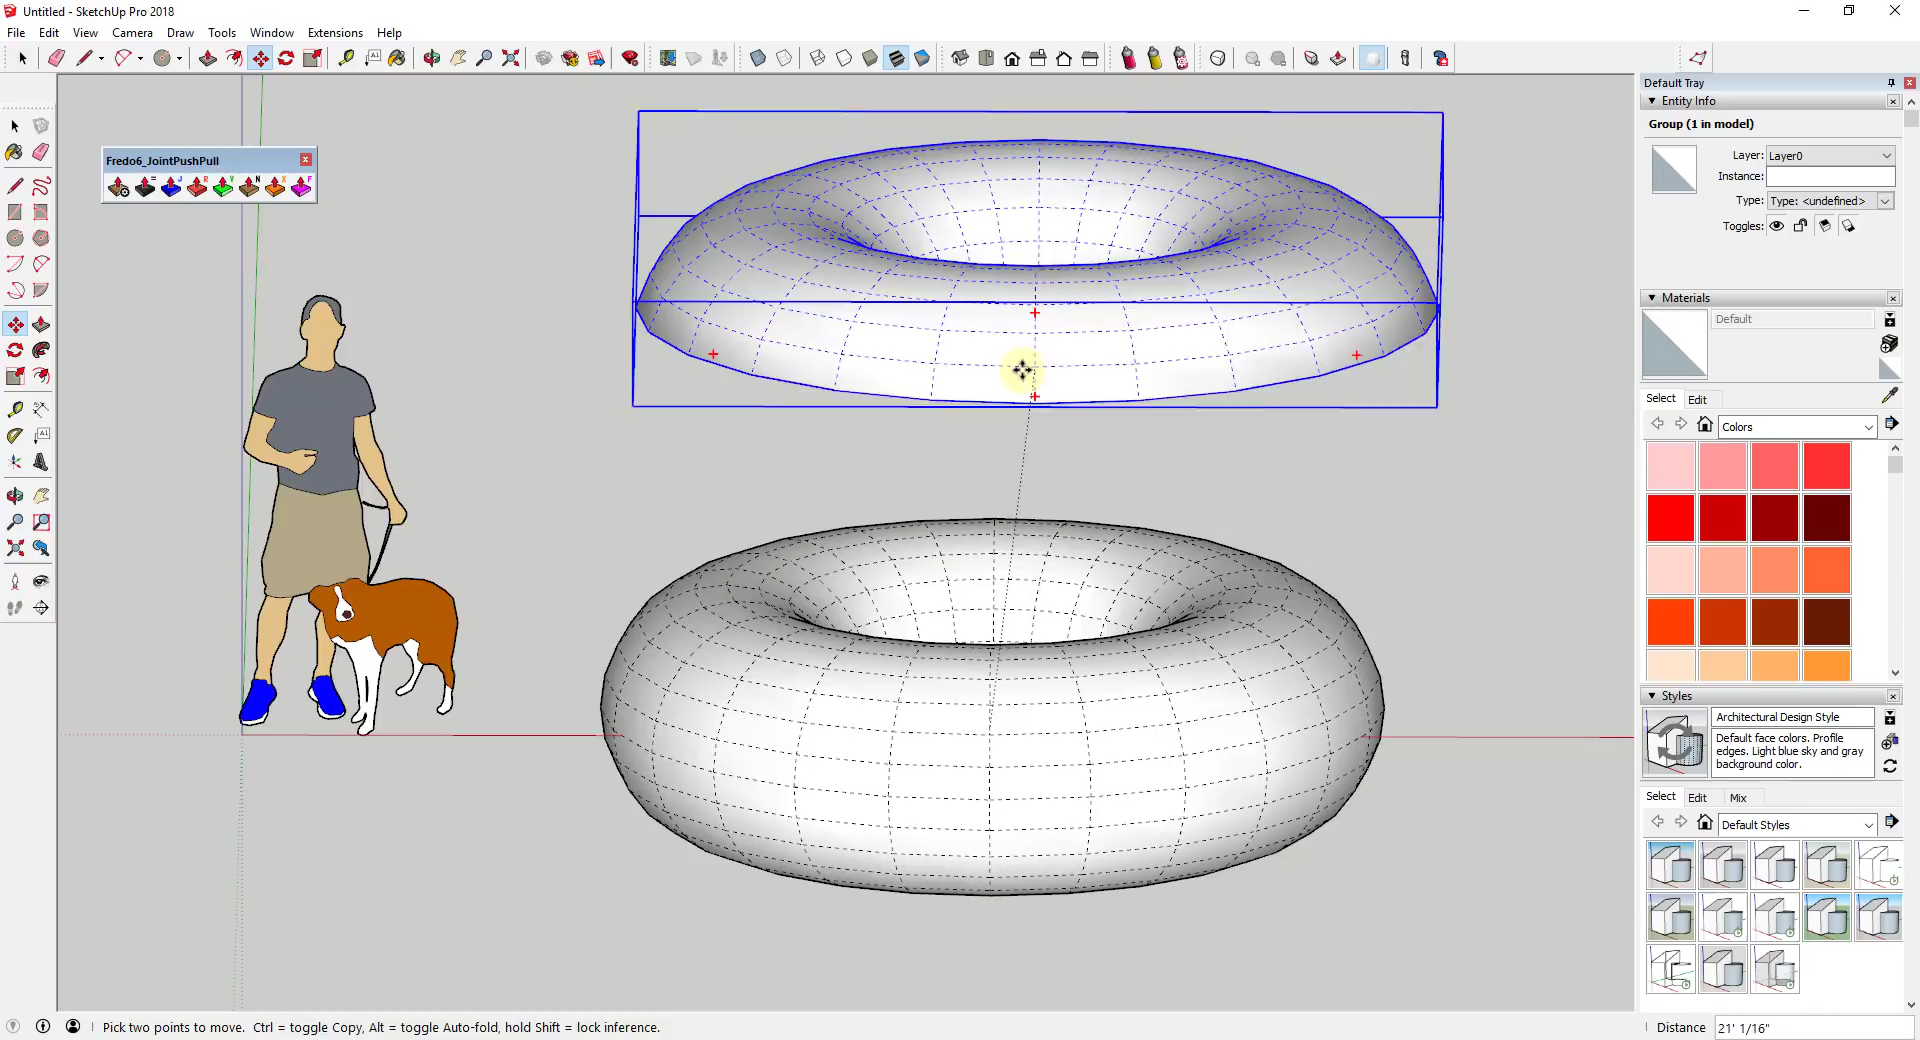 Untitled - SketchUp Pro 2018
File Edit View Camera Draw Tools Window Extensions Help
Default Tray
Entity Info
Group (1 in model)
Layer: Layer0
Instance:
Type: Type: <undefined>
Toggles:
Fredo6_JointPushPull
= J R V N X F
Materials
Default
Select Edit
Colors
Styles
Architectural Design Style
Default face colors. Profile
edges. Light blue sky and gray
background color.
Select Edit Mix
Default Styles
Pick two points to move. Ctrl = toggle Copy, Alt = toggle Auto-fold, hold Shift = lock inference.
Distance 21' 1/16"